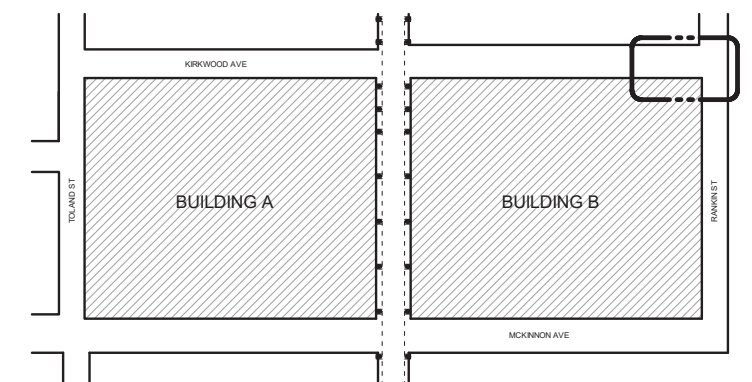 KIRKWOOD AVE
TOLAND ST
BUILDING A
BUILDING B
RANKIN ST
MCKINNON AVE